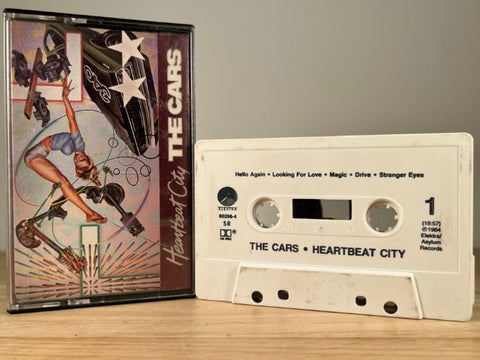 Heartbeat City
THE CARS
Hello Again • Looking For Love • Magic • Drive • Stranger Eyes
ELEKTRA
60296-4
SR
1
(19:57)
℗1984
Elektra/
Asylum
Records
THE CARS • HEARTBEAT CITY